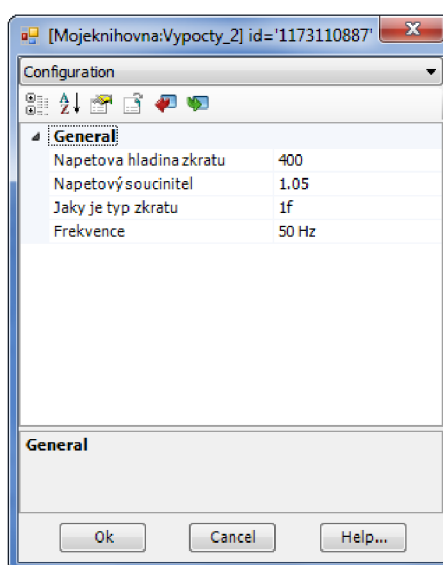 [Mojeknihovna:Vypocty_2] id='1173110887'
Configuration
General
Napetova hladina zkratu 400
Napetový soucinitel 1.05
Jaky je typ zkratu 1f
Frekvence 50 Hz
General
Ok Cancel Help...